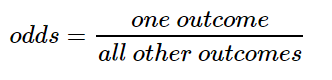 odds = one outcome / all other outcomes